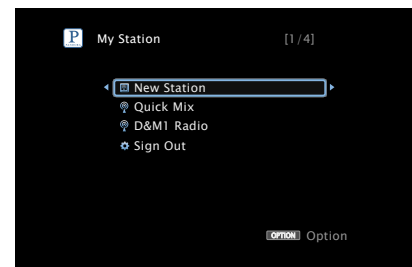 P My Station [1/4]
New Station
Quick Mix
D&M1 Radio
Sign Out
OPTION Option